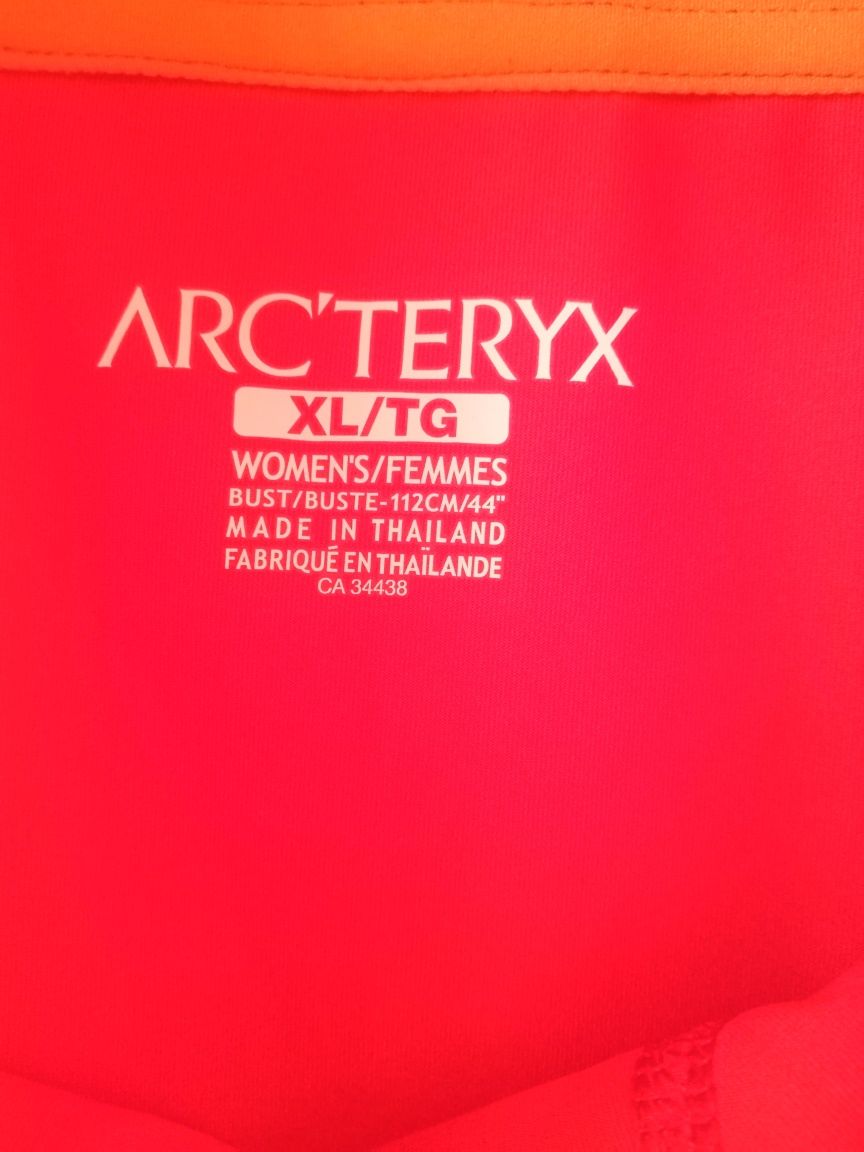 ARC'TERYX
XL/TG
WOMEN'S/FEMMES
BUST/BUSTE-112CM/44"
MADE IN THAILAND
FABRIQUÉ EN THAÏLANDE
CA 34438